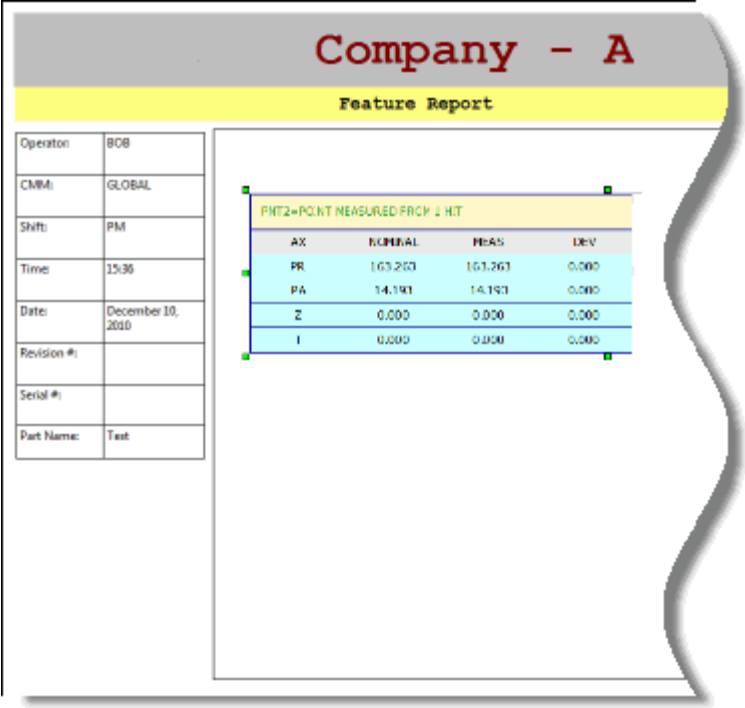 Company - A
Feature Report
Operator: BOB
CMM: GLOBAL
Shift: PM
Time: 15:36
Date: December 10,
2010
Revision #:
Serial #:
Part Name: Test
PNT2=POINT MEASURED FROM 1 HIT
AX NOMINAL MEAS DEV
PR 163.263 163.263 0.000
PA 14.193 14.193 0.000
Z 0.000 0.000 0.000
T 0.000 0.000 0.000